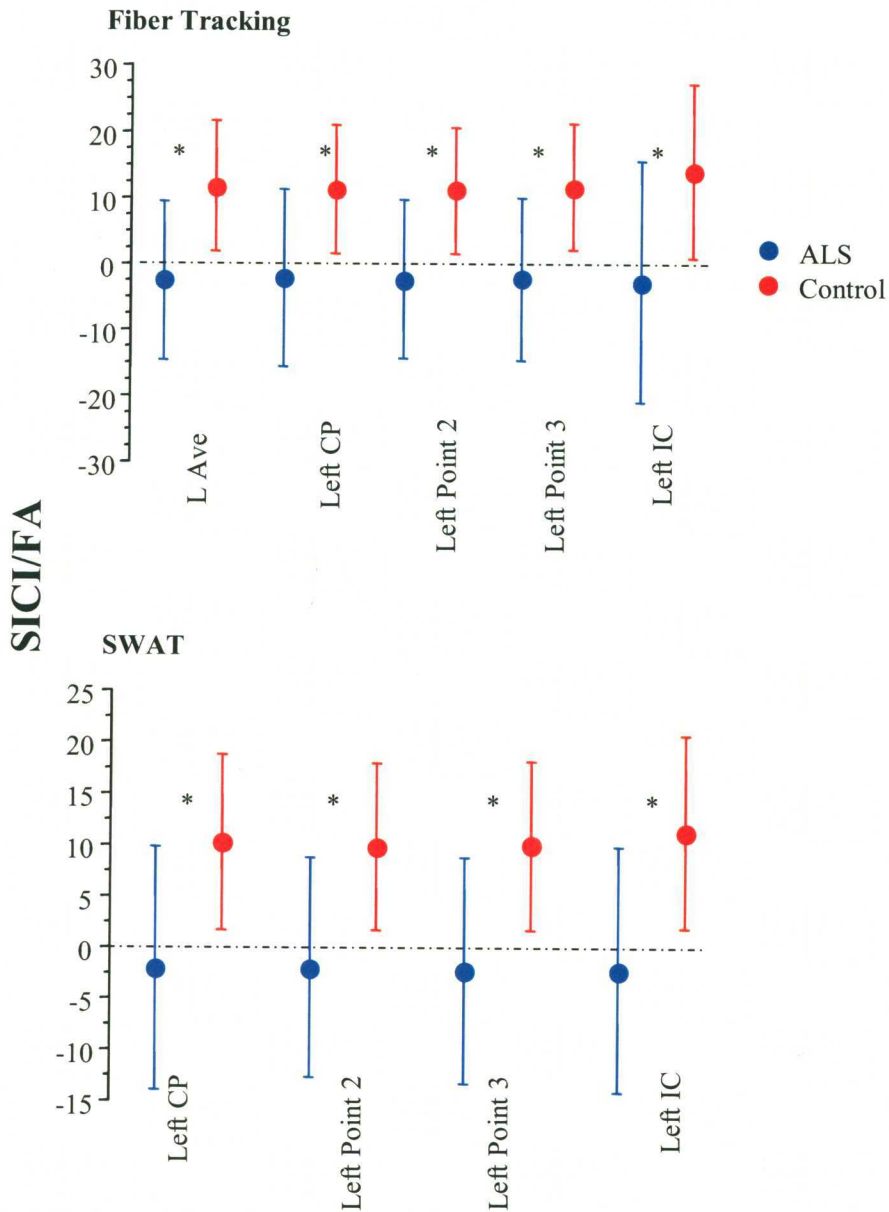 Fiber Tracking
30
20
10
0
-10
-20
-30
*
*
*
*
*
L Ave
Left CP
Left Point 2
Left Point 3
Left IC
ALS
Control
SICI/FA
SWAT
25
20
15
10
5
0
-5
-10
-15
*
*
*
*
Left CP
Left Point 2
Left Point 3
Left IC